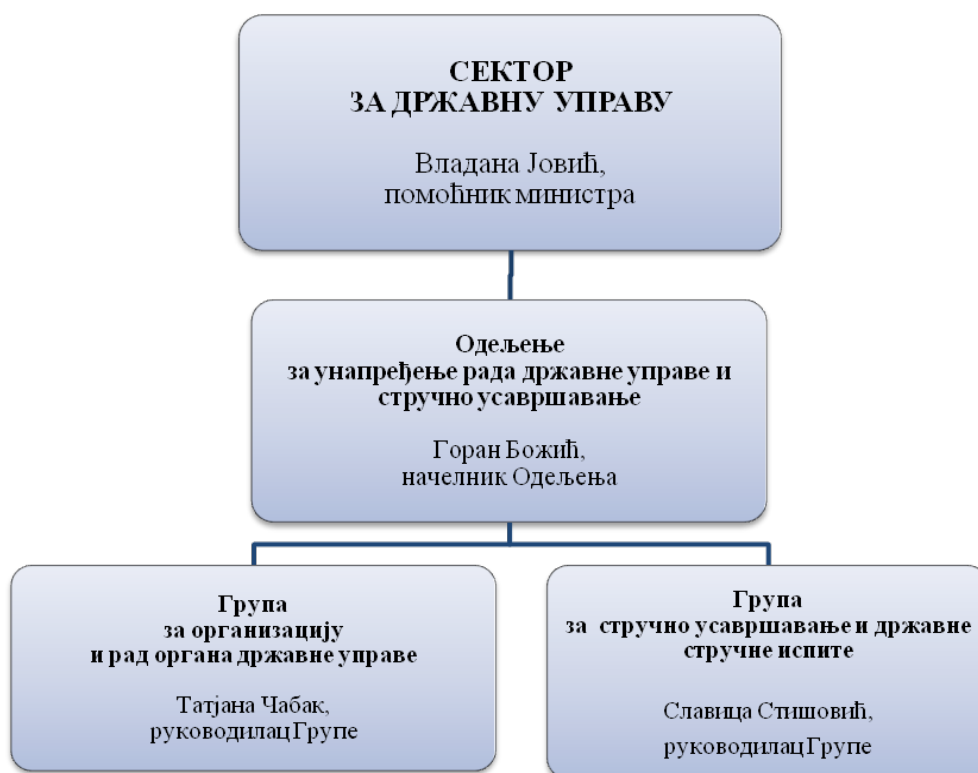 СЕКТОР
ЗА ДРЖАВНУ УПРАВУ
Владана Јовић,
помоћник министра
Одељење
за унапређење рада државне управе и
стручно усавршавање
Горан Божић,
начелник Одељења
Група
за организацију
и рад органа државне управе
Татјана Чабак,
руководилац Групе
Група
за стручно усавршавање и државне
стручне испите
Славица Стишовић,
руководилац Групе